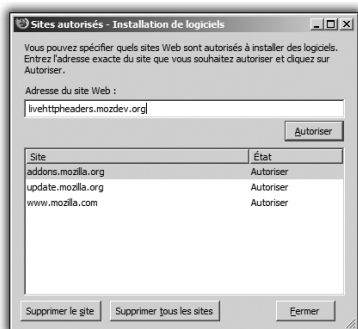 Sites autorisés - Installation de logiciels
Vous pouvez spécifier quels sites Web sont autorisés à installer des logiciels.
Entrez l'adresse exacte du site que vous souhaitez autoriser et cliquez sur
Autoriser.
Adresse du site Web :
livehttpheaders.mozdev.org
Autoriser
Site État
addons.mozilla.org Autoriser
update.mozilla.org Autoriser
www.mozilla.com Autoriser
Supprimer le site Supprimer tous les sites Fermer